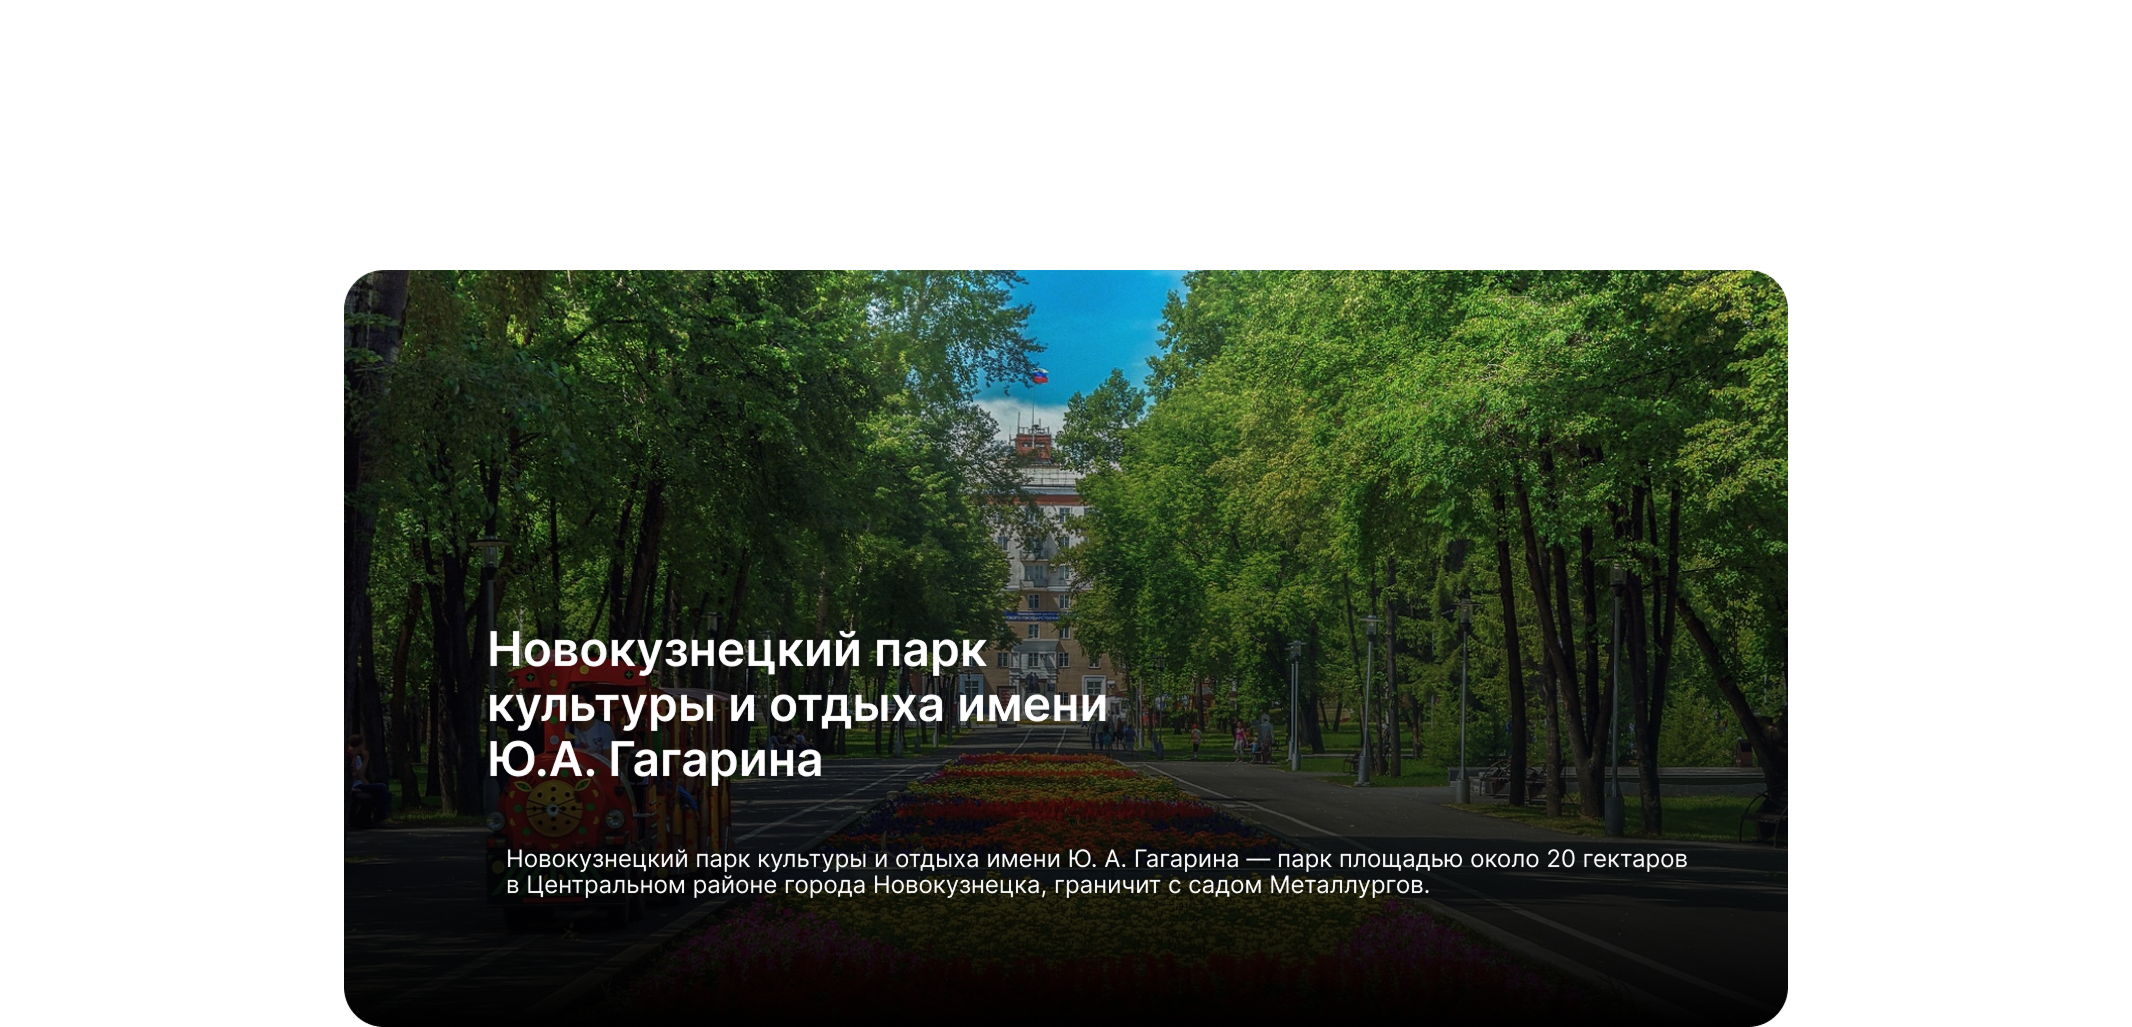 Новокузнецкий парк
культуры и отдыха имени
Ю.А. Гагарина
Новокузнецкий парк культуры и отдыха имени Ю. А. Гагарина — парк площадью около 20 гектаров
в Центральном районе города Новокузнецка, граничит с садом Металлургов.